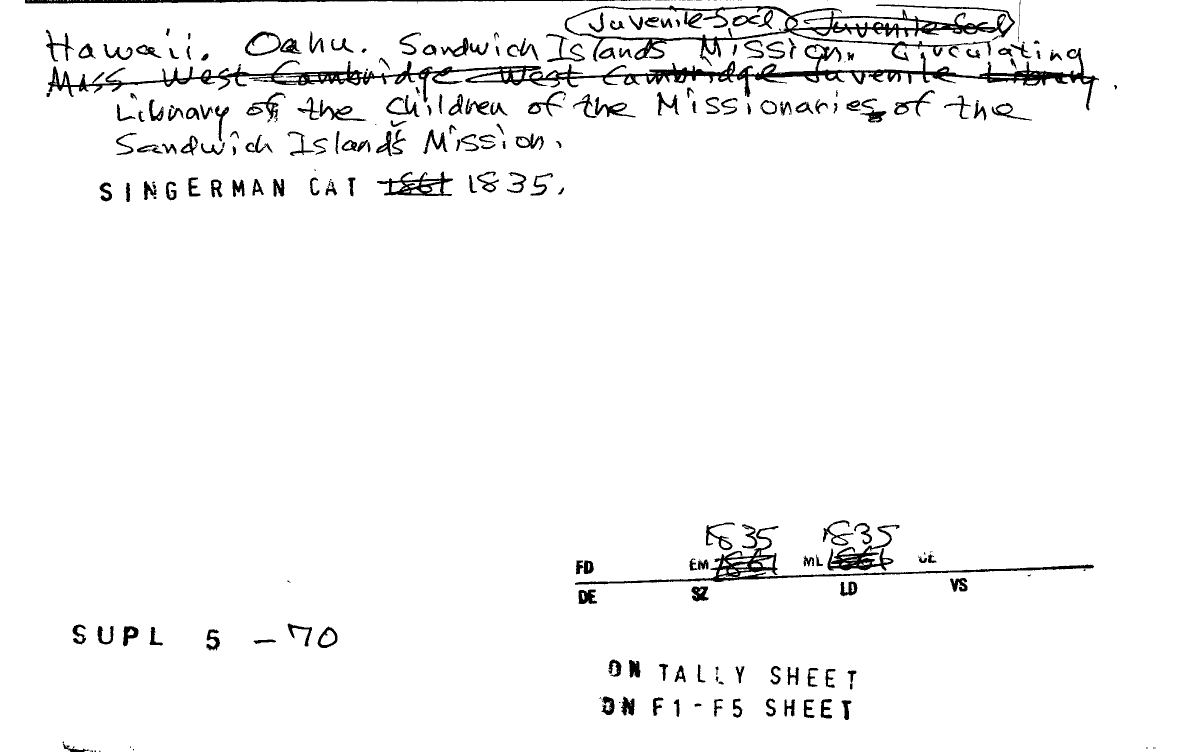 Juvenile-Socl. Juvenile-Socl
Hawaii. Oahu. Sandwich Islands Mission. Circulating
Mass West Cambridge West Cambridge Juvenile Library.
Library of the Children of the Missionaries of the
Sandwich Islands Mission.
SINGERMAN CAT 1861 1835.
1835 1835
FD EM 1861 ML 1861 CE
DE SZ LD VS
SUPL 5 - 70
ON TALLY SHEET
ON F1-F5 SHEET